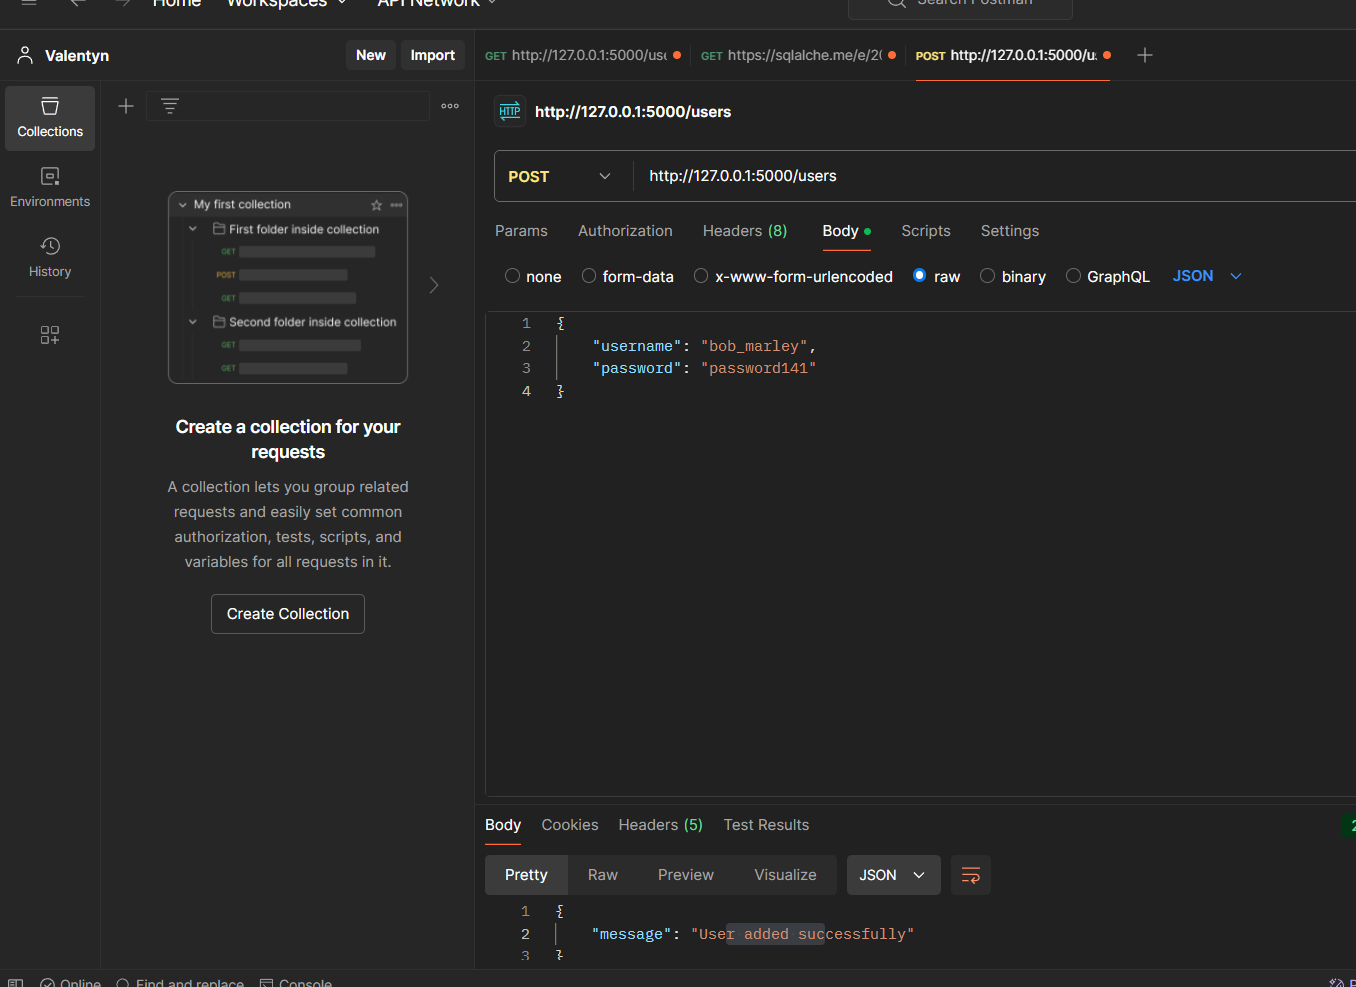 Home Workspaces API Network Search Postman
Valentyn New Import
GET http://127.0.0.1:5000/use GET https://sqlalche.me/e/20 POST http://127.0.0.1:5000/u
Collections
Environments
History
My first collection
First folder inside collection
GET
POST
GET
Second folder inside collection
GET
GET
Create a collection for your
requests
A collection lets you group related
requests and easily set common
authorization, tests, scripts, and
variables for all requests in it.
Create Collection
HTTP http://127.0.0.1:5000/users
POST http://127.0.0.1:5000/users
Params Authorization Headers (8) Body Scripts Settings
none form-data x-www-form-urlencoded raw binary GraphQL JSON
1 {
2 "username": "bob_marley",
3 "password": "password141"
4 }
Body Cookies Headers (5) Test Results
Pretty Raw Preview Visualize JSON
1 {
2 "message": "User added successfully"
3 }
Online Find and replace Console